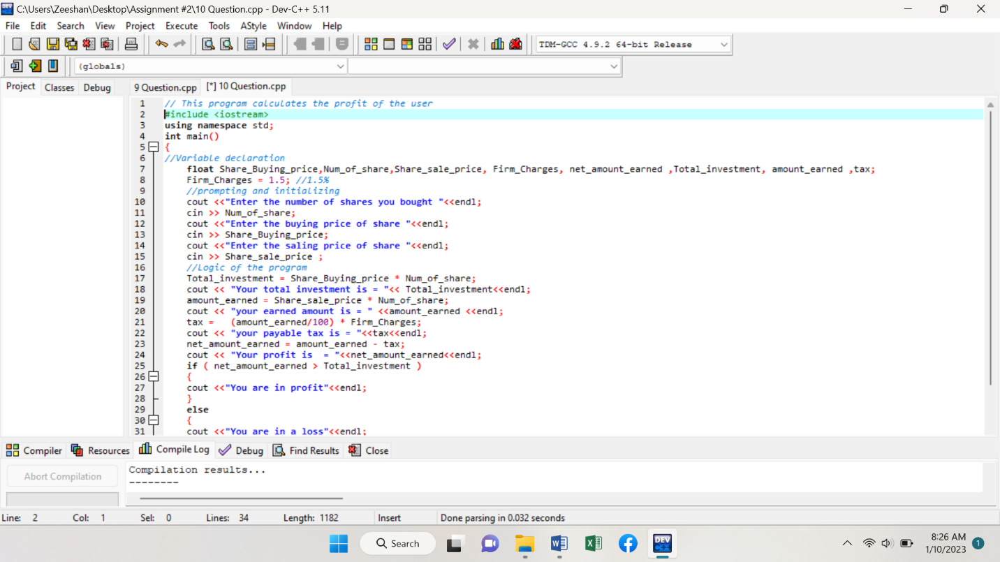 C:\Users\Zeeshan\Desktop\Assignment #2\10 Question.cpp - Dev-C++ 5.11
File Edit Search View Project Execute Tools AStyle Window Help
TDM-GCC 4.9.2 64-bit Release
(globals)
Project Classes Debug 9 Question.cpp [*] 10 Question.cpp
1 // This program calculates the profit of the user
2 #include <iostream>
3 using namespace std;
4 int main()
5 {
6 //Variable declaration
7 float Share_Buying_price,Num_of_share,Share_sale_price, Firm_Charges, net_amount_earned ,Total_investment, amount_earned ,tax;
8 Firm_Charges = 1.5; //1.5%
9 //prompting and initializing
10 cout <<"Enter the number of shares you bought "<<endl;
11 cin >> Num_of_share;
12 cout <<"Enter the buying price of share "<<endl;
13 cin >> Share_Buying_price;
14 cout <<"Enter the saling price of share "<<endl;
15 cin >> Share_sale_price ;
16 //Logic of the program
17 Total_investment = Share_Buying_price * Num_of_share;
18 cout << "Your total investment is = "<< Total_investment<<endl;
19 amount_earned = Share_sale_price * Num_of_share;
20 cout << "your earned amount is = " <<amount_earned <<endl;
21 tax =   (amount_earned/100) * Firm_Charges;
22 cout << "your payable tax is = "<<tax<<endl;
23 net_amount_earned = amount_earned - tax;
24 cout << "Your profit is  = "<<net_amount_earned<<endl;
25 if ( net_amount_earned > Total_investment )
26 {
27 cout <<"You are in profit"<<endl;
28 }
29 else
30 {
31 cout <<"You are in a loss"<<endl;
Compiler Resources Compile Log Debug Find Results Close
Abort Compilation
Compilation results...
--------
Line: 2 Col: 1 Sel: 0 Lines: 34 Length: 1182 Insert Done parsing in 0.032 seconds
Search
DEV
8:26 AM
1/10/2023
1